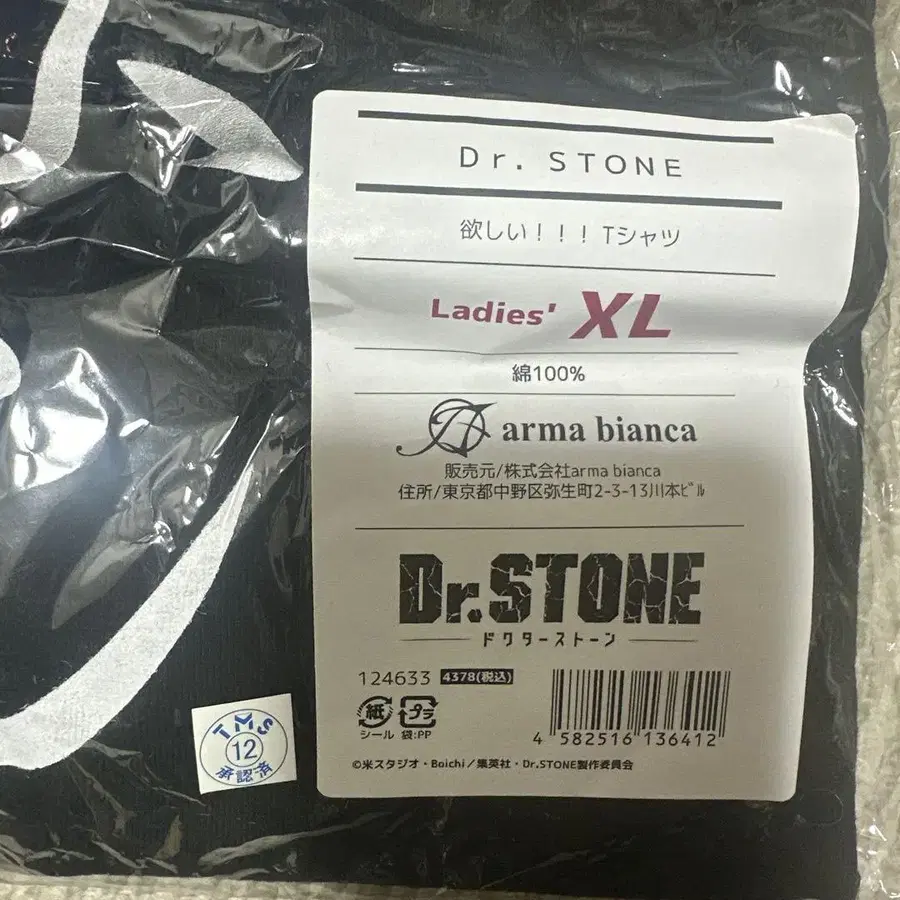 Dr. STONE
欲しい！！！Tシャツ
Ladies' XL
綿100%
arma bianca
販売元/株式会社arma bianca
住所/東京都中野区弥生町2-3-13川本ﾋﾞﾙ
Dr.STONE
ドクターストーン
124633 4378(税込)
紙 プラ
シール 袋:PP
4 582516 136412
©米スタジオ・Boichi／集英社・Dr.STONE製作委員会
TMS
12
承認済